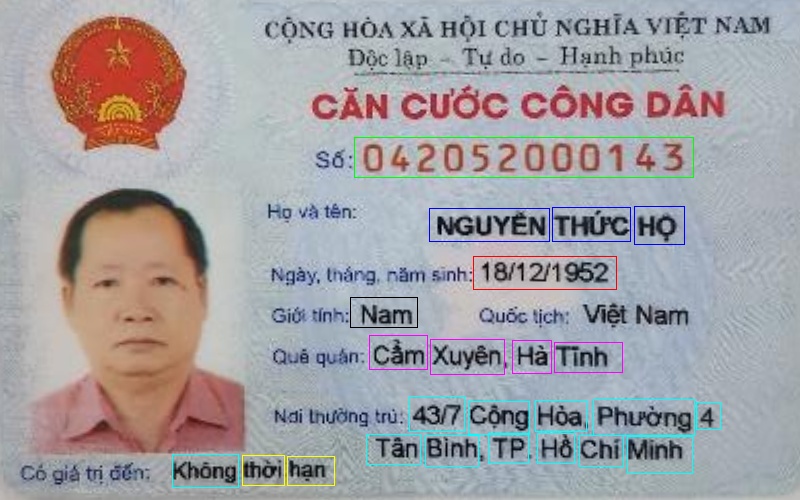 CỘNG HÒA XÃ HỘI CHỦ NGHĨA VIỆT NAM
Độc lập - Tự do - Hạnh phúc
CĂN CƯỚC CÔNG DÂN
Số: 042052000143
Họ và tên: NGUYỄN THỨC HỌ
Ngày, tháng, năm sinh: 18/12/1952
Giới tính: Nam Quốc tịch: Việt Nam
Quê quán: Cẩm Xuyên, Hà Tĩnh
Nơi thường trú: 43/7 Cộng Hòa, Phường 4
Tân Bình, TP. Hồ Chí Minh
Có giá trị đến: Không thời hạn